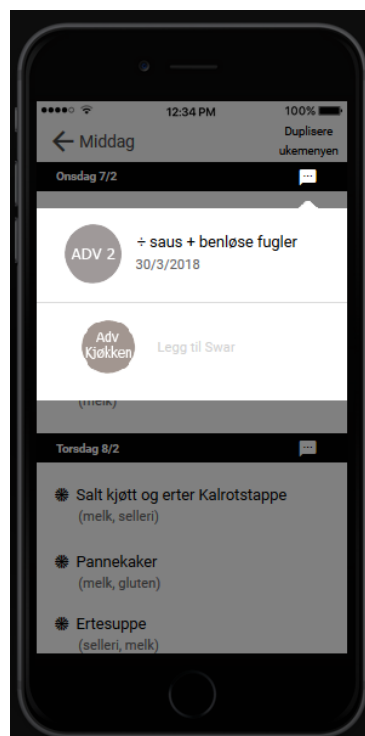 12:34 PM
100%
Middag
Duplisere
ukemenyen
Onsdag 7/2
ADV 2
÷ saus + benløse fugler
30/3/2018
Adv
Kjøkken
Legg til Swar
(melk)
Torsdag 8/2
Salt kjøtt og erter Kalrotstappe
(melk, selleri)
Pannekaker
(melk, gluten)
Ertesuppe
(selleri, melk)